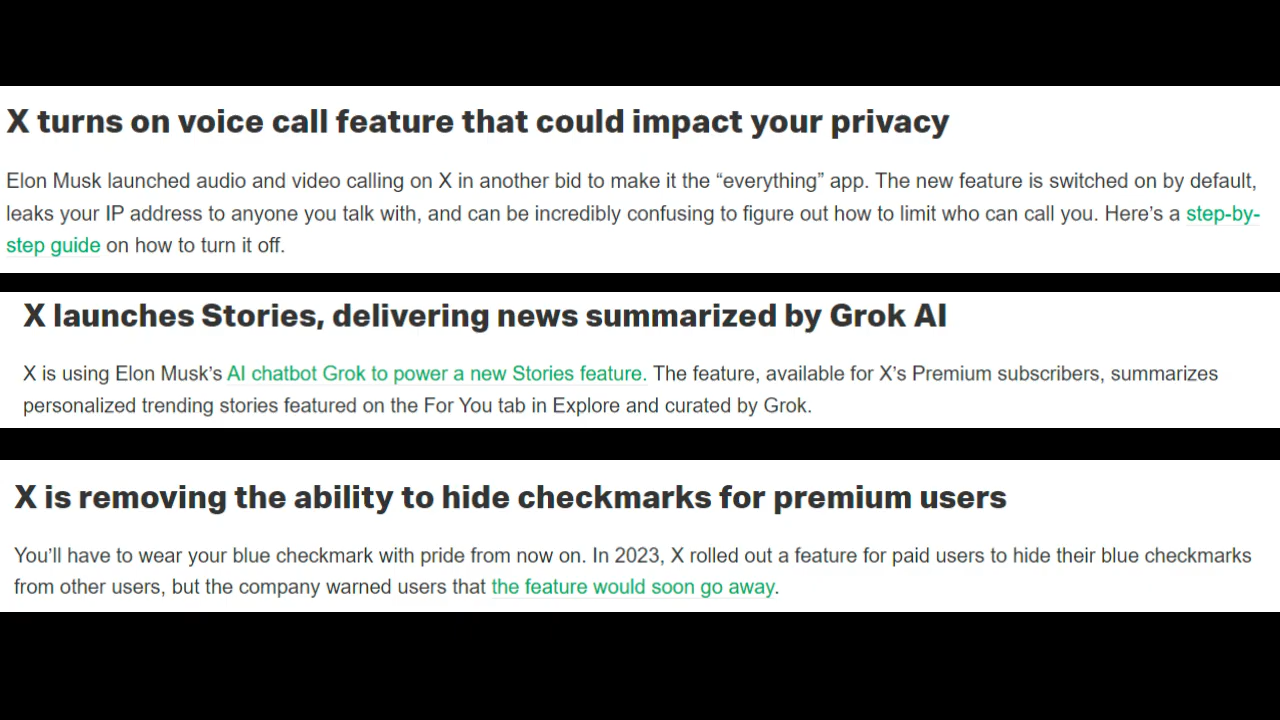 X turns on voice call feature that could impact your privacy
Elon Musk launched audio and video calling on X in another bid to make it the “everything” app. The new feature is switched on by default,
leaks your IP address to anyone you talk with, and can be incredibly confusing to figure out how to limit who can call you. Here’s a step-by-
step guide on how to turn it off.
X launches Stories, delivering news summarized by Grok AI
X is using Elon Musk’s AI chatbot Grok to power a new Stories feature. The feature, available for X’s Premium subscribers, summarizes
personalized trending stories featured on the For You tab in Explore and curated by Grok.
X is removing the ability to hide checkmarks for premium users
You’ll have to wear your blue checkmark with pride from now on. In 2023, X rolled out a feature for paid users to hide their blue checkmarks
from other users, but the company warned users that the feature would soon go away.